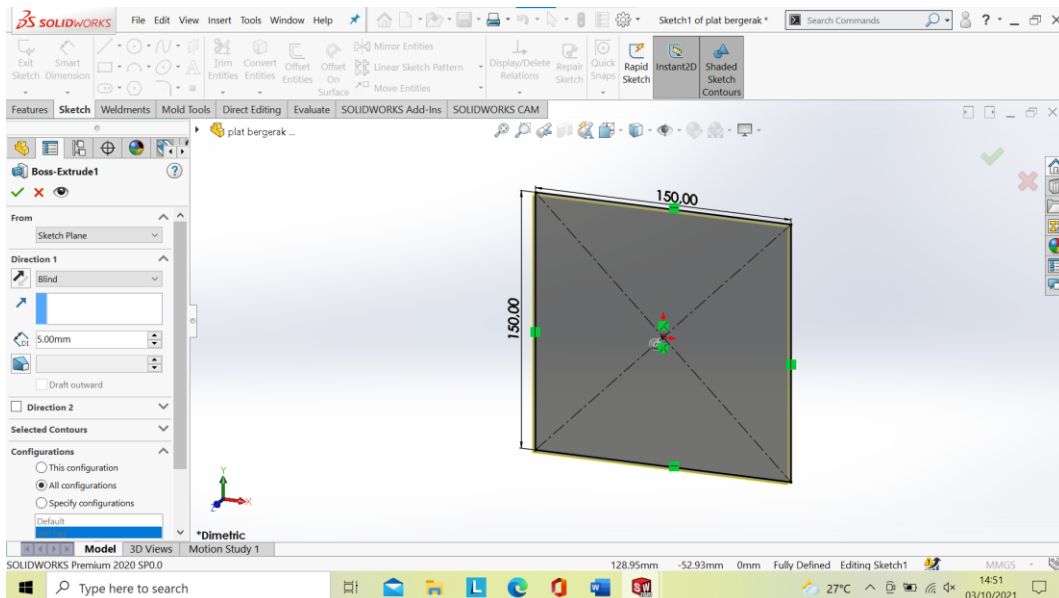 SOLIDWORKS File Edit View Insert Tools Window Help Sketch1 of plat bergerak * Search Commands
Exit Sketch
Smart Dimension
Trim Entities
Convert Entities
Offset Entities
Offset On Surface
Mirror Entities
Linear Sketch Pattern
Move Entities
Display/Delete Relations
Repair Sketch
Quick Snaps
Rapid Sketch
Instant2D
Shaded Sketch Contours
Features Sketch Weldments Mold Tools Direct Editing Evaluate SOLIDWORKS Add-Ins SOLIDWORKS CAM
plat bergerak ...
Boss-Extrude1
From
Sketch Plane
Direction 1
Blind
D1 5.00mm
Draft outward
Direction 2
Selected Contours
Configurations
This configuration
All configurations
Specify configurations
Default
150,00
150,00
Y
X
Z
*Dimetric
Model 3D Views Motion Study 1
SOLIDWORKS Premium 2020 SP0.0 128.95mm -52.93mm 0mm Fully Defined Editing Sketch1 MMGS
Type here to search
27°C
14:51
03/10/2021